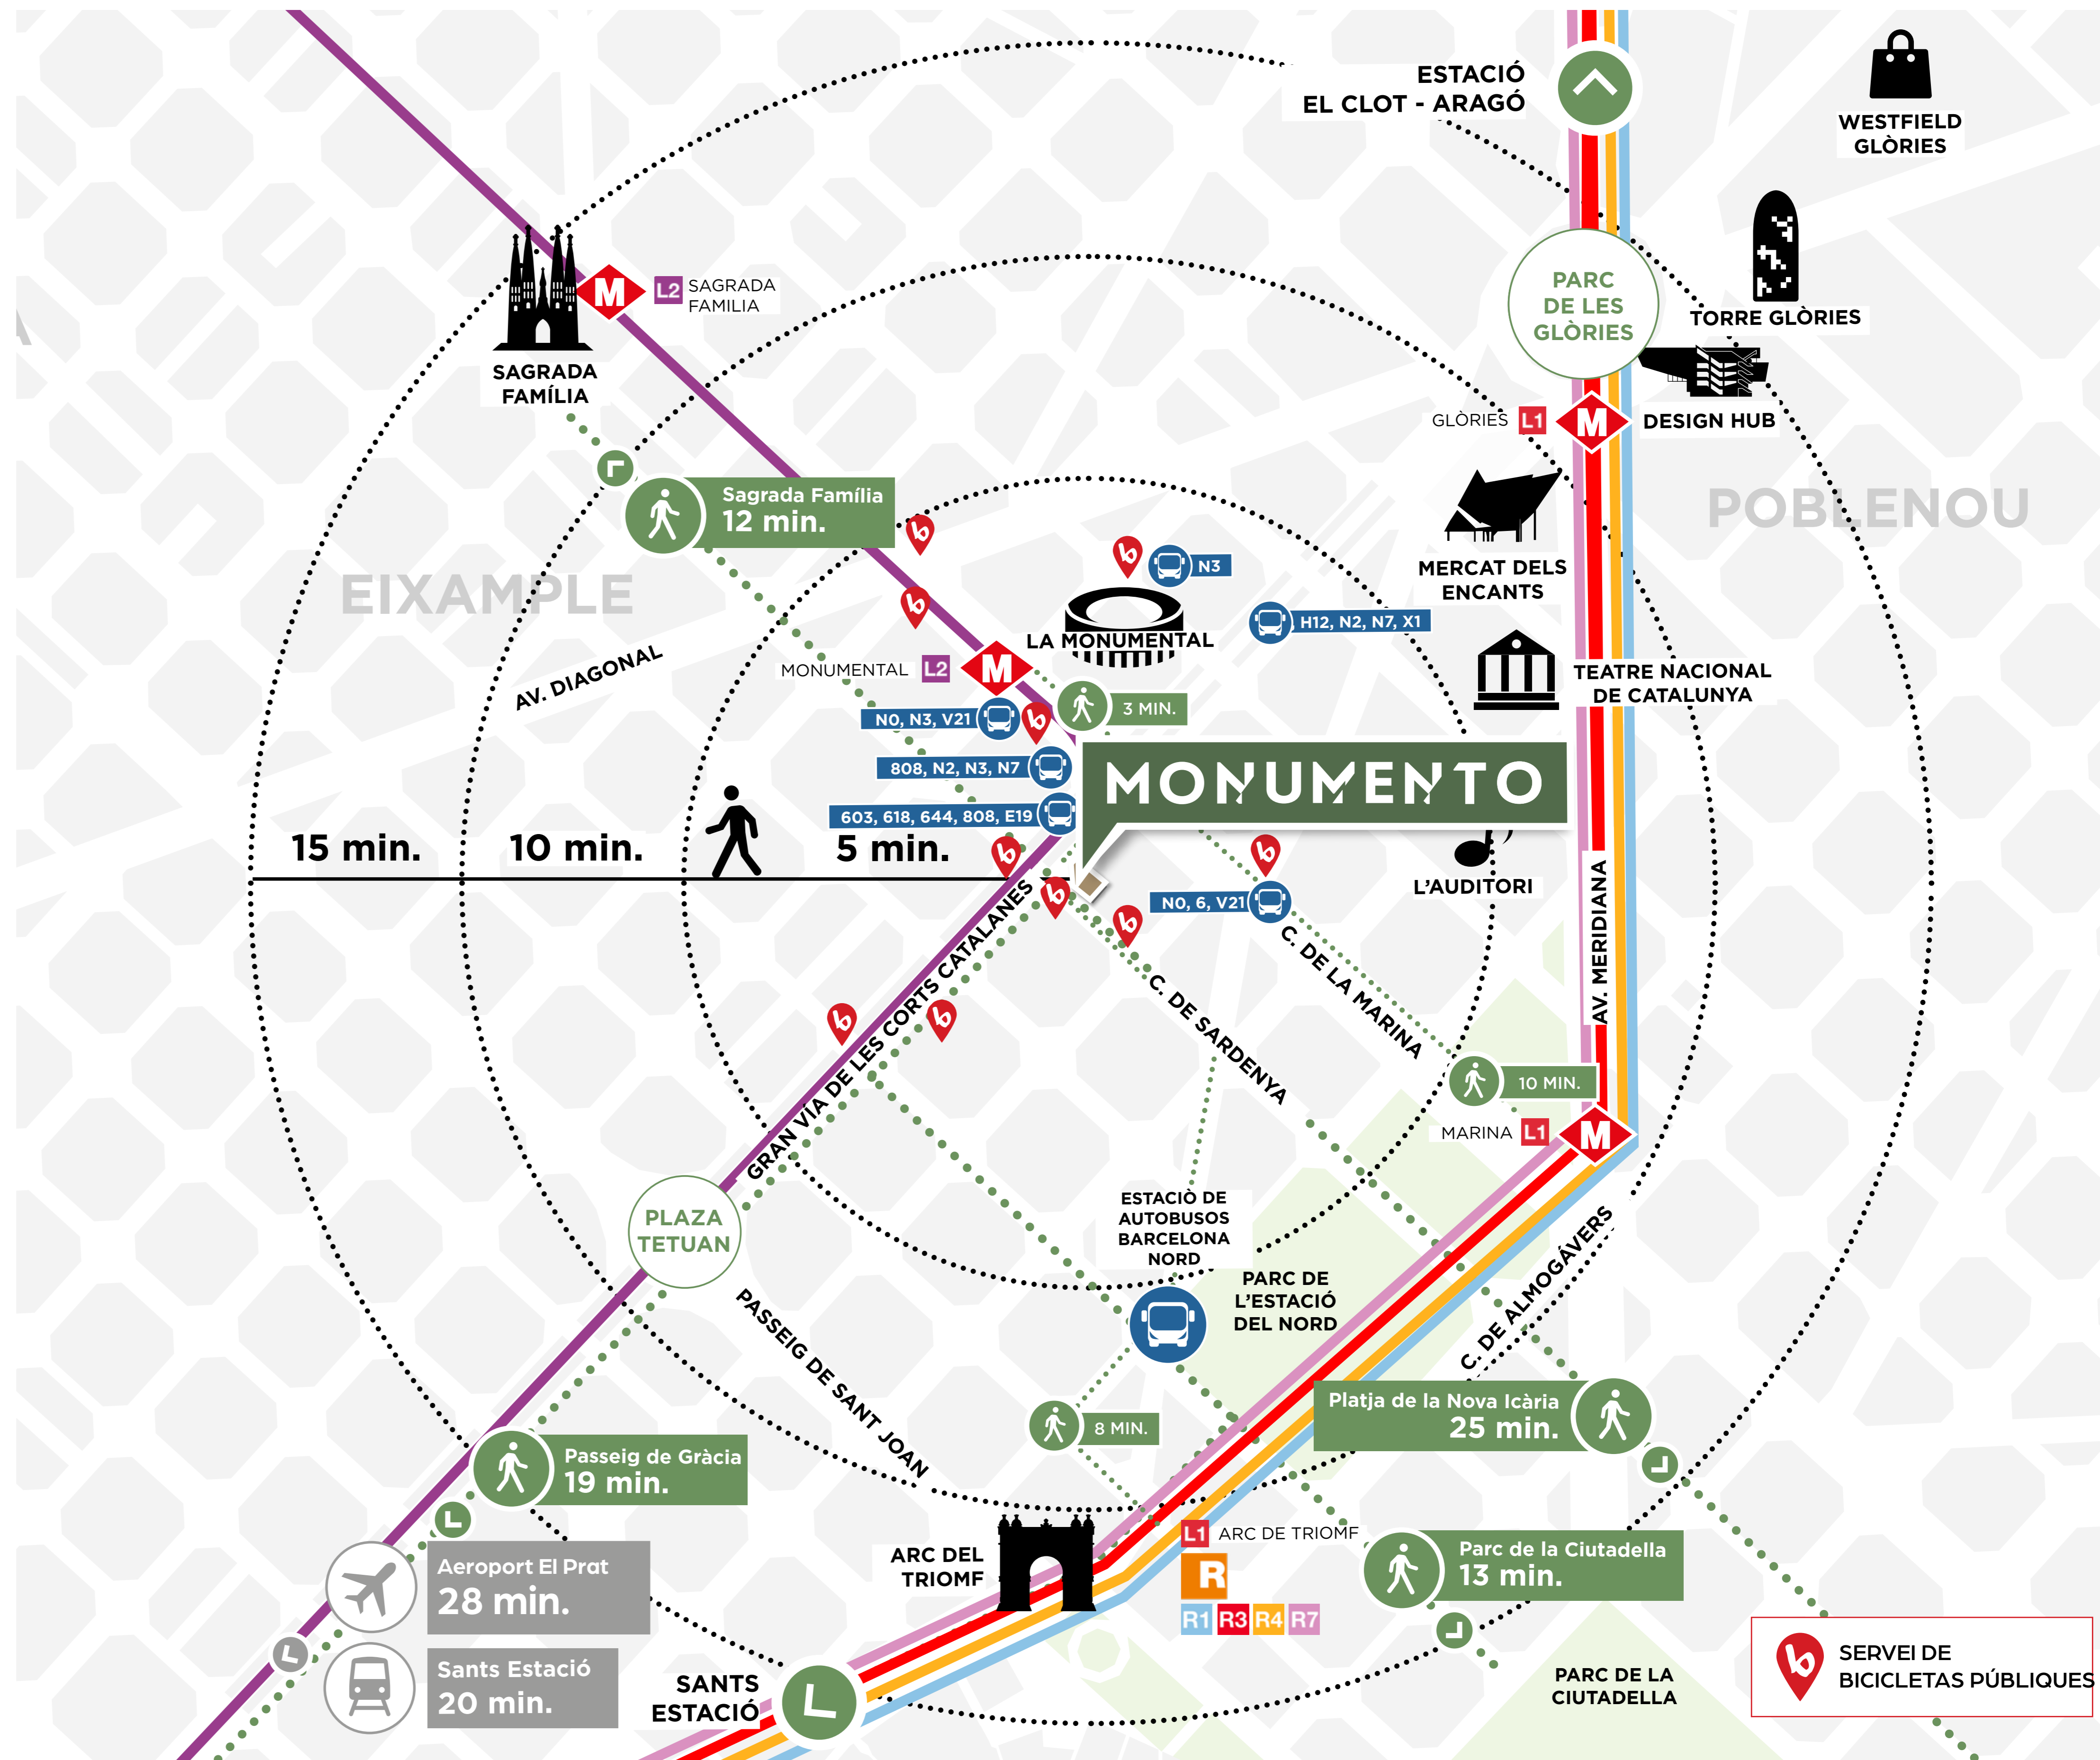 ESTACIÓ
EL CLOT - ARAGÓ
WESTFIELD
GLÒRIES
PARC
DE LES
GLÒRIES
TORRE GLÒRIES
M
L2 SAGRADA
FAMILIA
SAGRADA
FAMÍLIA
GLÒRIES L1
M
DESIGN HUB
POBLENOU
Sagrada Família
12 min.
b
b
N3
MERCAT DELS
ENCANTS
EIXAMPLE
b
LA MONUMENTAL
H12, N2, N7, X1
AV. DIAGONAL
MONUMENTAL L2
M
TEATRE NACIONAL
DE CATALUNYA
N0, N3, V21
b
3 MIN.
808, N2, N3, N7
MONUMENTO
603, 618, 644, 808, E19
15 min.
10 min.
5 min.
b
b
L'AUDITORI
b
N0, 6, V21
b
GRAN VIA DE LES CORTS CATALANES
C. DE SARDENYA
C. DE LA MARINA
AV. MERIDIANA
b
b
10 MIN.
MARINA L1
M
PLAZA
TETUAN
ESTACIÒ DE
AUTOBUSOS
BARCELONA
NORD
PARC DE
L'ESTACIÓ
DEL NORD
C. DE ALMOGÁVERS
PASSEIG DE SANT JOAN
Platja de la Nova Icària
25 min.
8 MIN.
Passeig de Gràcia
19 min.
ARC DEL
TRIOMF
L1 ARC DE TRIOMF
R
R1 R3 R4 R7
Parc de la Ciutadella
13 min.
Aeroport El Prat
28 min.
Sants Estació
20 min.
SANTS
ESTACIÓ
PARC DE LA
CIUTADELLA
b
SERVEI DE
BICICLETAS PÚBLIQUES